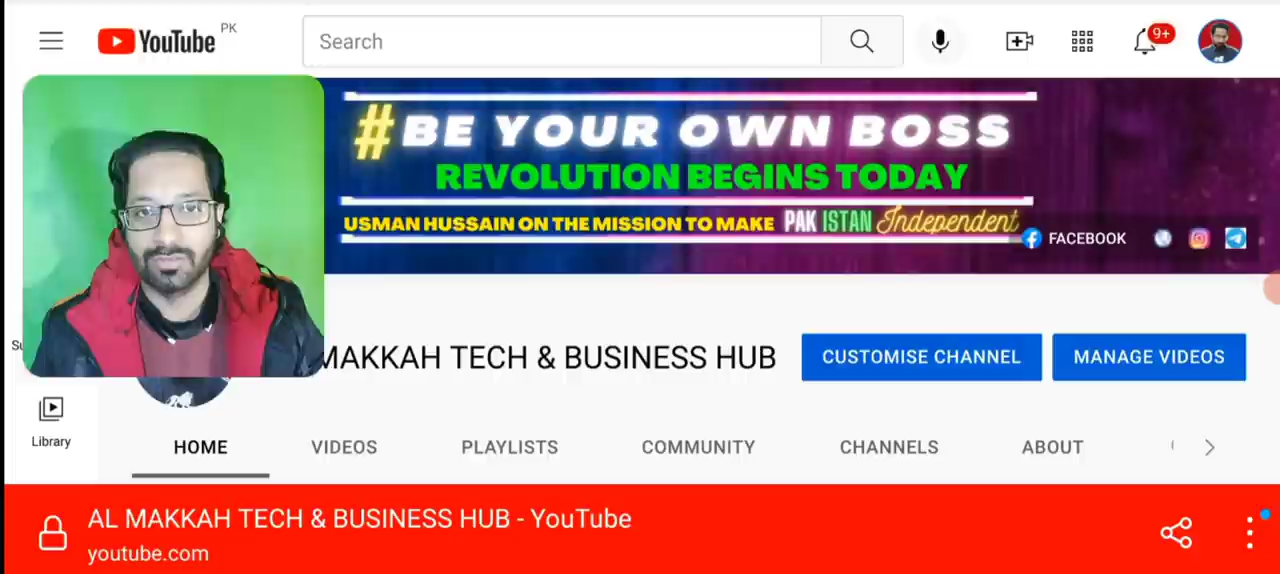 YouTube PK
Search
9+
#BE YOUR OWN BOSS
REVOLUTION BEGINS TODAY
USMAN HUSSAIN ON THE MISSION TO MAKE PAKISTAN Independent
FACEBOOK
MAKKAH TECH & BUSINESS HUB
CUSTOMISE CHANNEL
MANAGE VIDEOS
Library
HOME
VIDEOS
PLAYLISTS
COMMUNITY
CHANNELS
ABOUT
AL MAKKAH TECH & BUSINESS HUB - YouTube
youtube.com